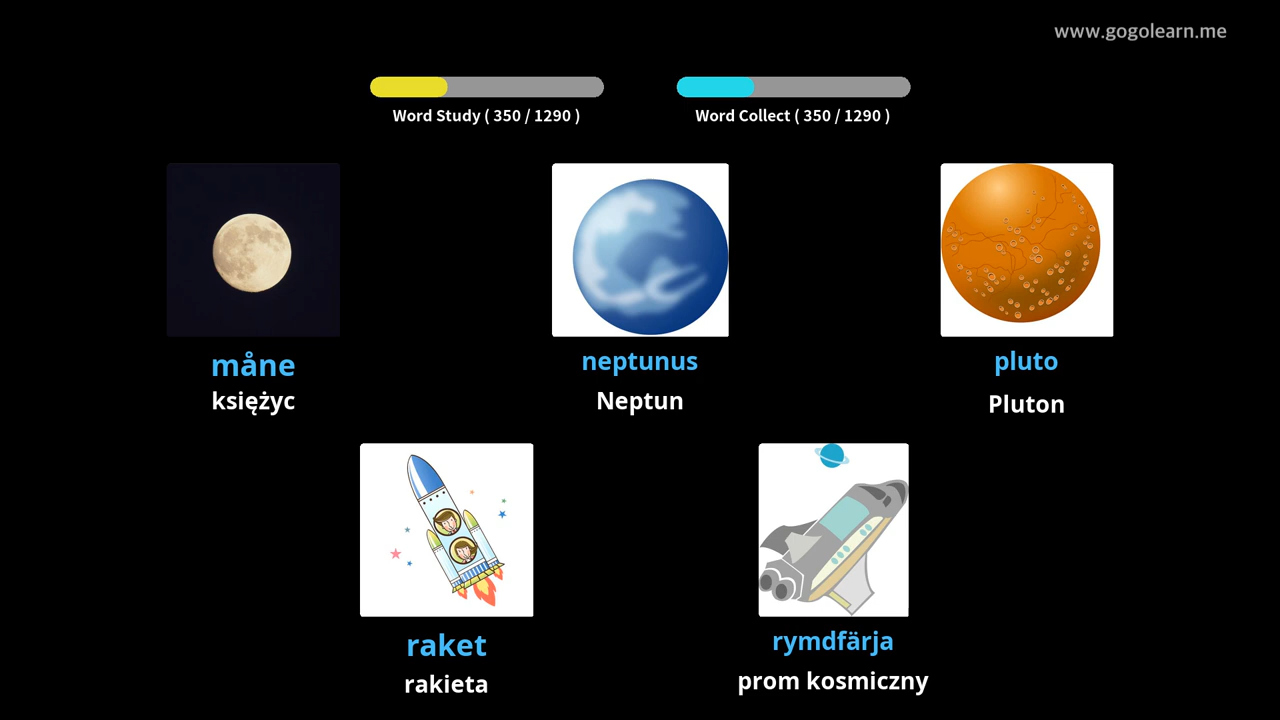 www.gogolearn.me
Word Study ( 350 / 1290 )
Word Collect ( 350 / 1290 )
måne
księżyc
neptunus
Neptun
pluto
Pluton
raket
rakieta
rymdfärja
prom kosmiczny